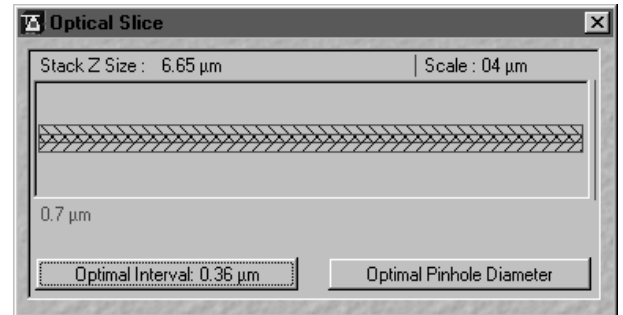 Optical Slice
Stack Z Size : 6.65 µm | Scale : 04 µm
0.7 µm
Optimal Interval: 0.36 µm Optimal Pinhole Diameter